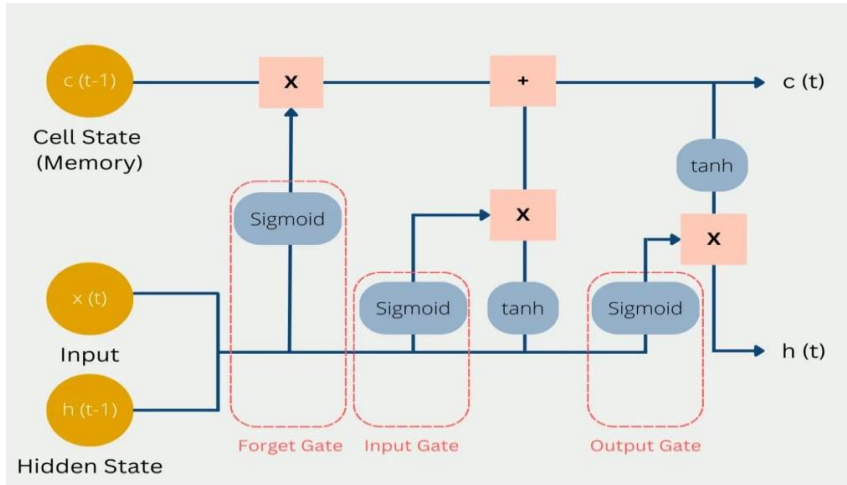 c (t-1)
X
+
c (t)
Cell State
(Memory)
tanh
Sigmoid
X
X
x (t)
Sigmoid
tanh
Sigmoid
Input
h (t)
h (t-1)
Forget Gate
Input Gate
Output Gate
Hidden State